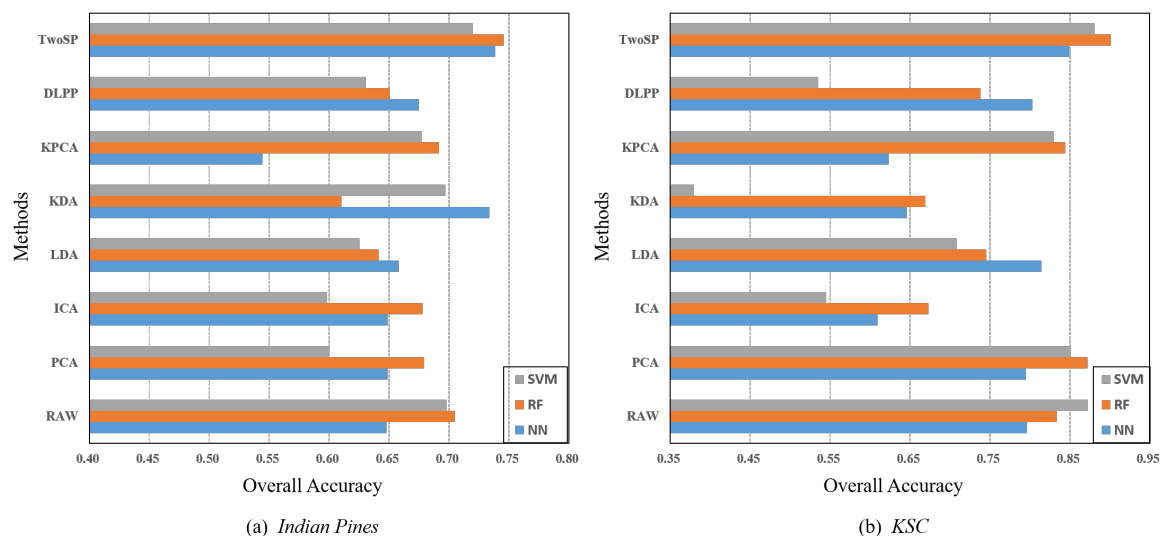 TwoSP
DLPP
KPCA
KDA
LDA
ICA
PCA
RAW
Methods
SVM
RF
NN
0.40 0.45 0.50 0.55 0.60 0.65 0.70 0.75 0.80
Overall Accuracy
(a) Indian Pines
TwoSP
DLPP
KPCA
KDA
LDA
ICA
PCA
RAW
Methods
SVM
RF
NN
0.35 0.45 0.55 0.65 0.75 0.85 0.95
Overall Accuracy
(b) KSC